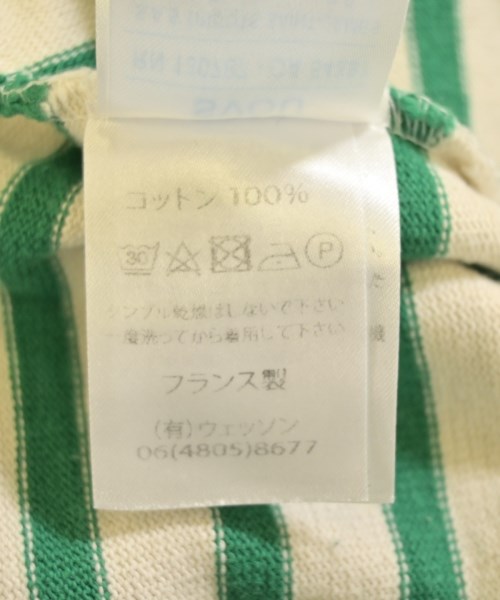 コットン 100%
30 P
タンブル乾燥はしないで下さい
一度洗ってから着用して下さい
フランス製
(有)ウェッソン
06(4805)8677